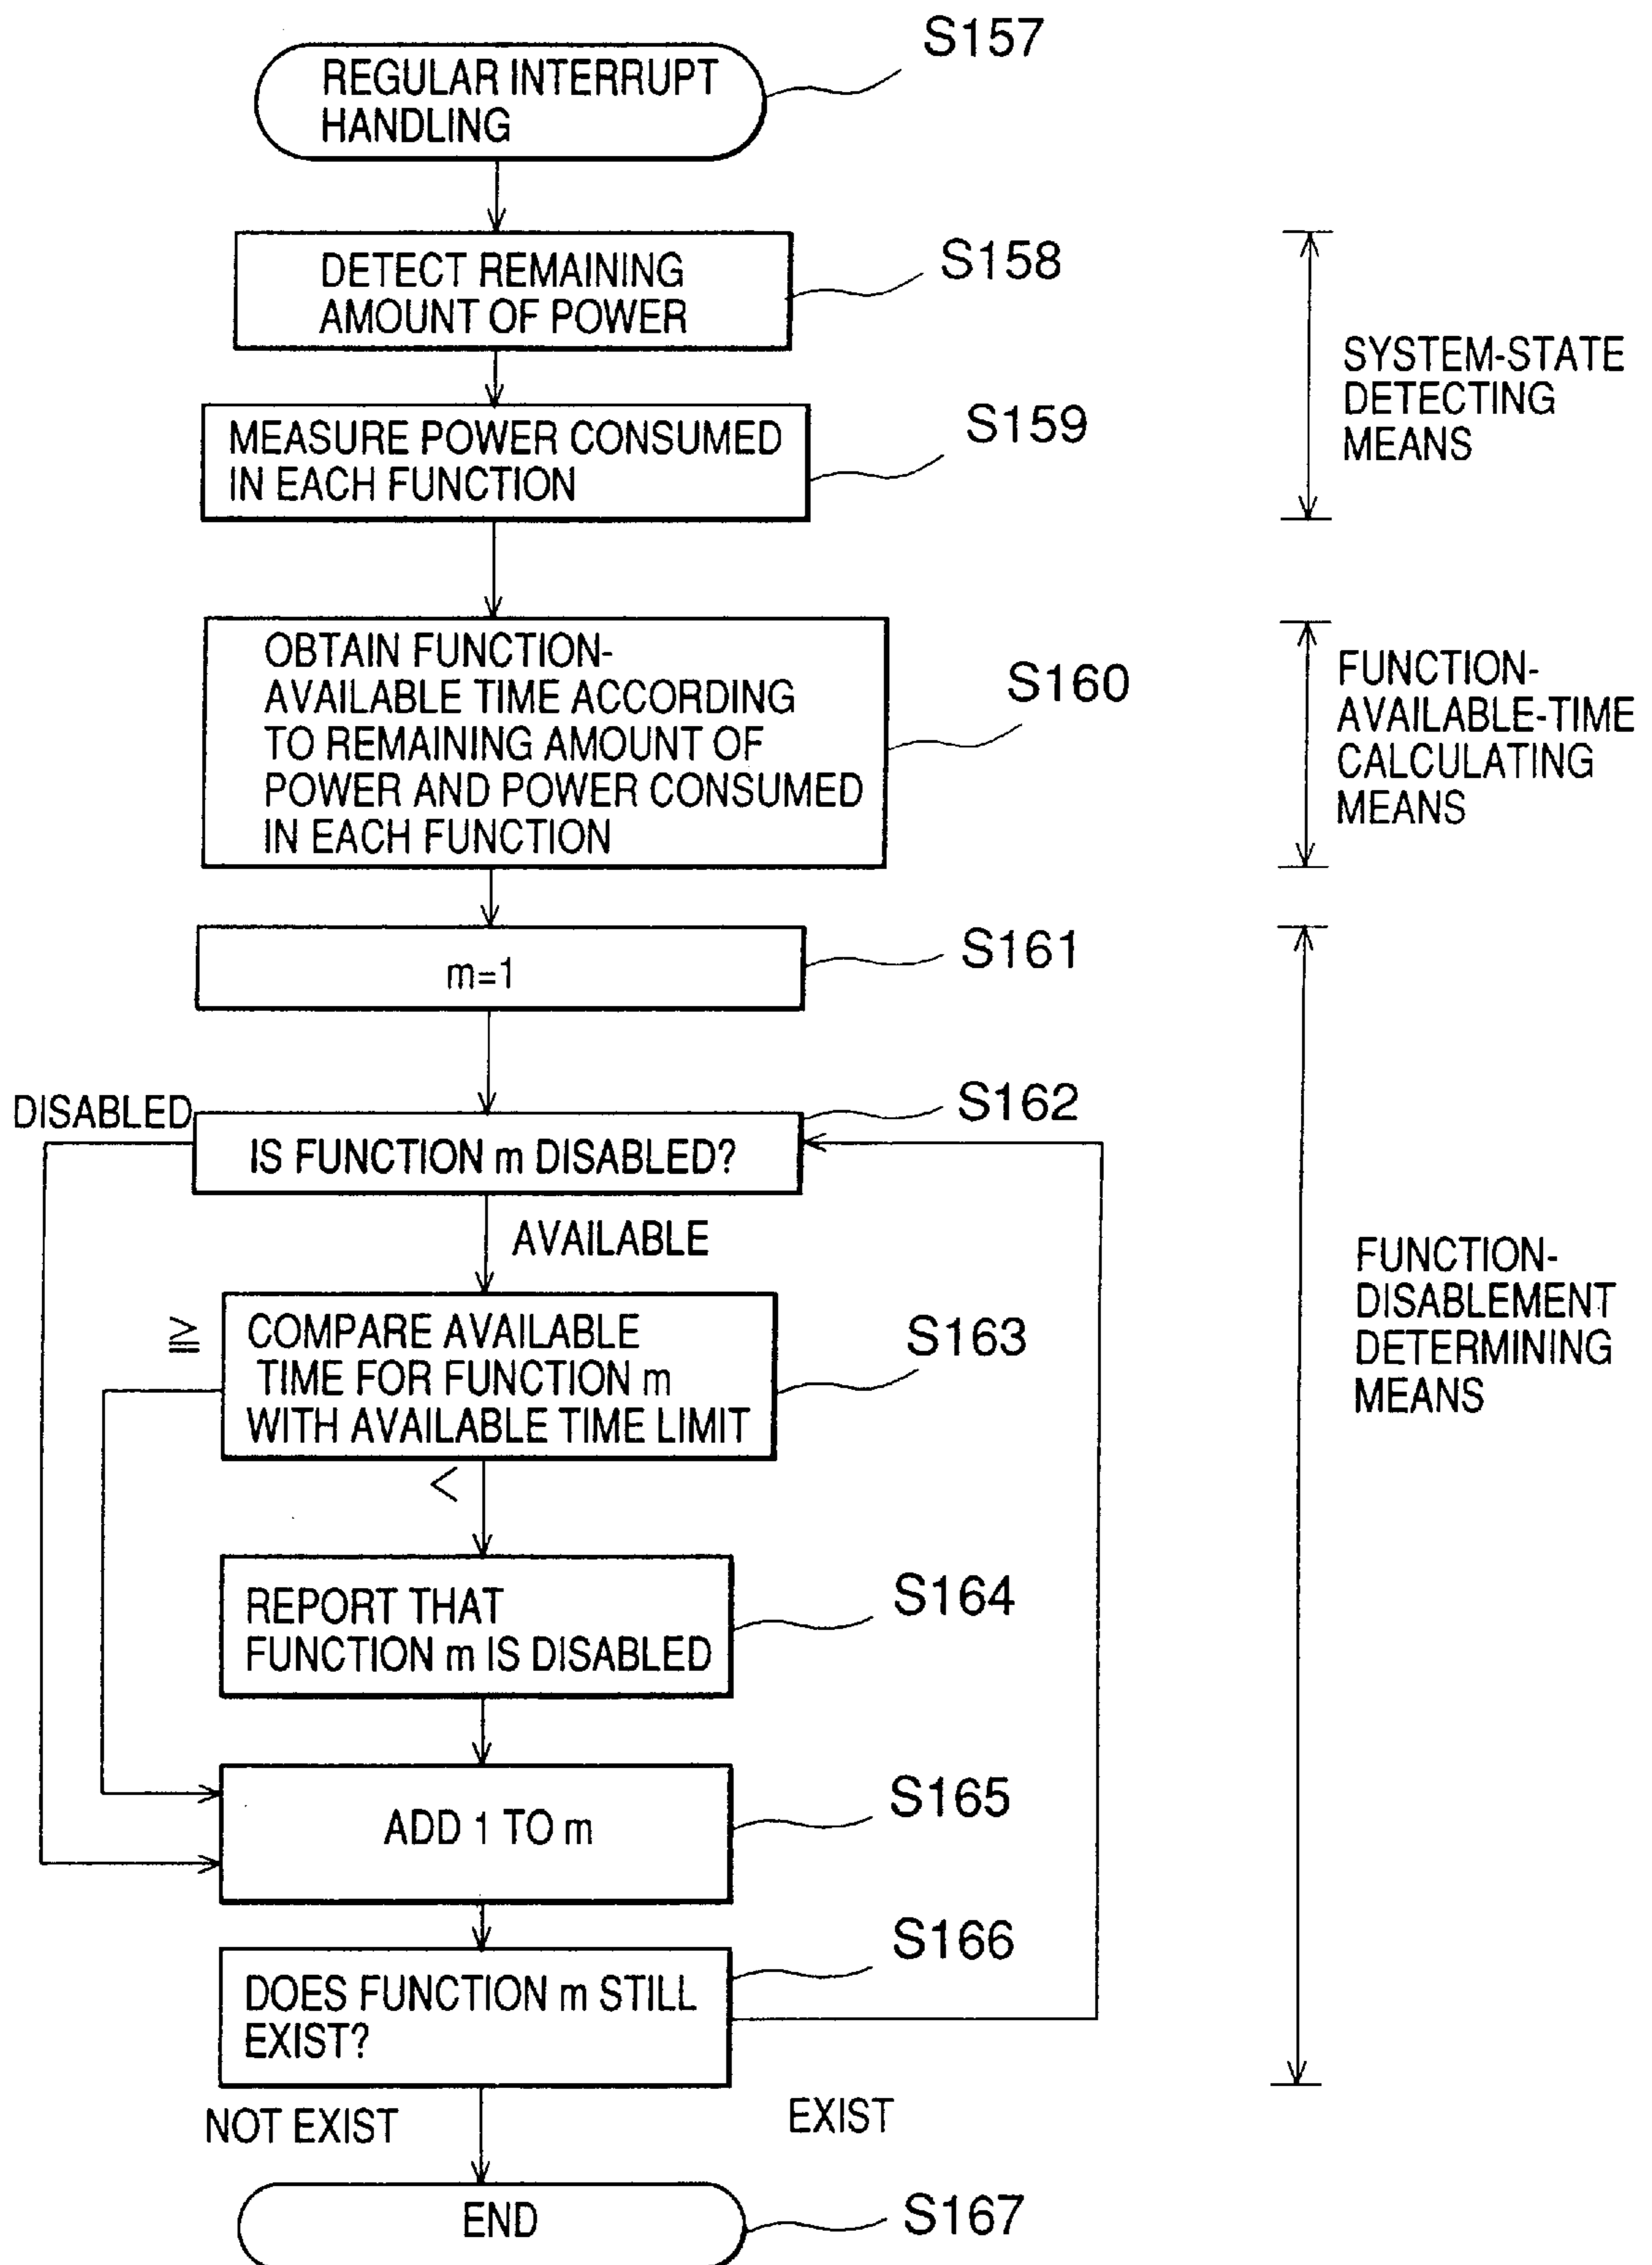 S157
REGULAR INTERRUPT
HANDLING
S158
DETECT REMAINING
AMOUNT OF POWER
SYSTEM-STATE
DETECTING
MEANS
S159
MEASURE POWER CONSUMED
IN EACH FUNCTION
OBTAIN FUNCTION-
AVAILABLE TIME ACCORDING
TO REMAINING AMOUNT OF
POWER AND POWER CONSUMED
IN EACH FUNCTION
S160
FUNCTION-
AVAILABLE-TIME
CALCULATING
MEANS
S161
m=1
DISABLED
S162
IS FUNCTION m DISABLED?
AVAILABLE
FUNCTION-
DISABLEMENT
DETERMINING
MEANS
≧
COMPARE AVAILABLE
TIME FOR FUNCTION m
WITH AVAILABLE TIME LIMIT
S163
<
REPORT THAT
FUNCTION m IS DISABLED
S164
ADD 1 TO m
S165
S166
DOES FUNCTION m STILL
EXIST?
NOT EXIST
EXIST
END
S167